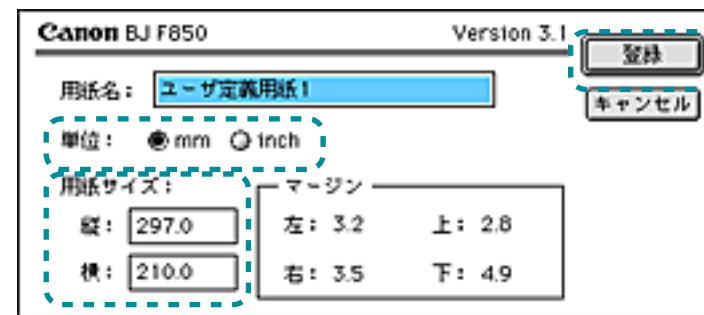 Canon BJ F850 Version 3.1
登録
用紙名： ユーザ定義用紙1
キャンセル
単位： mm inch
用紙サイズ： マージン
縦： 297.0 左： 3.2 上： 2.8
横： 210.0 右： 3.5 下： 4.9